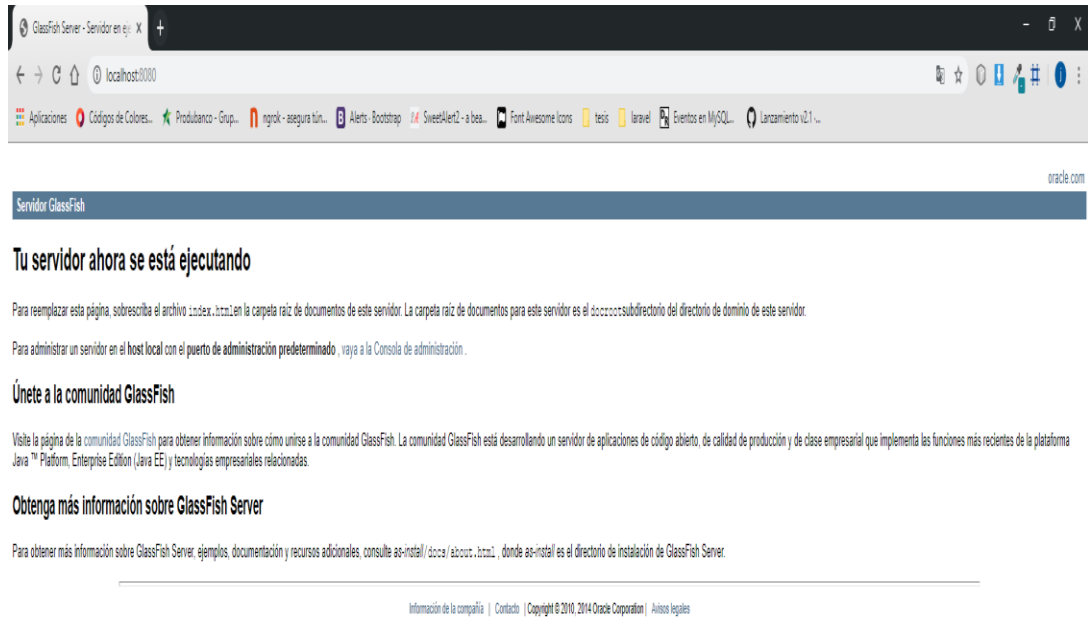 GlassFish Server - Servidor en eje X +
localhost:8080
Aplicaciones Códigos de Colores... Produbanco - Grup... ngrok - asegura tún... Alerts · Bootstrap SweetAlert2 - a bea... Font Awesome Icons tesis laravel Eventos en MySQL... Lanzamiento v2.1 -...
oracle.com
Servidor GlassFish
Tu servidor ahora se está ejecutando
Para reemplazar esta página, sobrescriba el archivo index.htmlen la carpeta raíz de documentos de este servidor. La carpeta raíz de documentos para este servidor es el docrootsubdirectorio del directorio de dominio de este servidor.
Para administrar un servidor en el host local con el puerto de administración predeterminado , vaya a la Consola de administración .
Únete a la comunidad GlassFish
Visite la página de la comunidad GlassFish para obtener información sobre cómo unirse a la comunidad GlassFish. La comunidad GlassFish está desarrollando un servidor de aplicaciones de código abierto, de calidad de producción y de clase empresarial que implementa las funciones más recientes de la plataforma
Java ™ Platform, Enterprise Edition (Java EE) y tecnologías empresariales relacionadas.
Obtenga más información sobre GlassFish Server
Para obtener más información sobre GlassFish Server, ejemplos, documentación y recursos adicionales, consulte as-install/docs/about.html , donde as-install es el directorio de instalación de GlassFish Server.
Información de la compañía | Contacto | Copyright © 2010, 2014 Oracle Corporation | Avisos legales